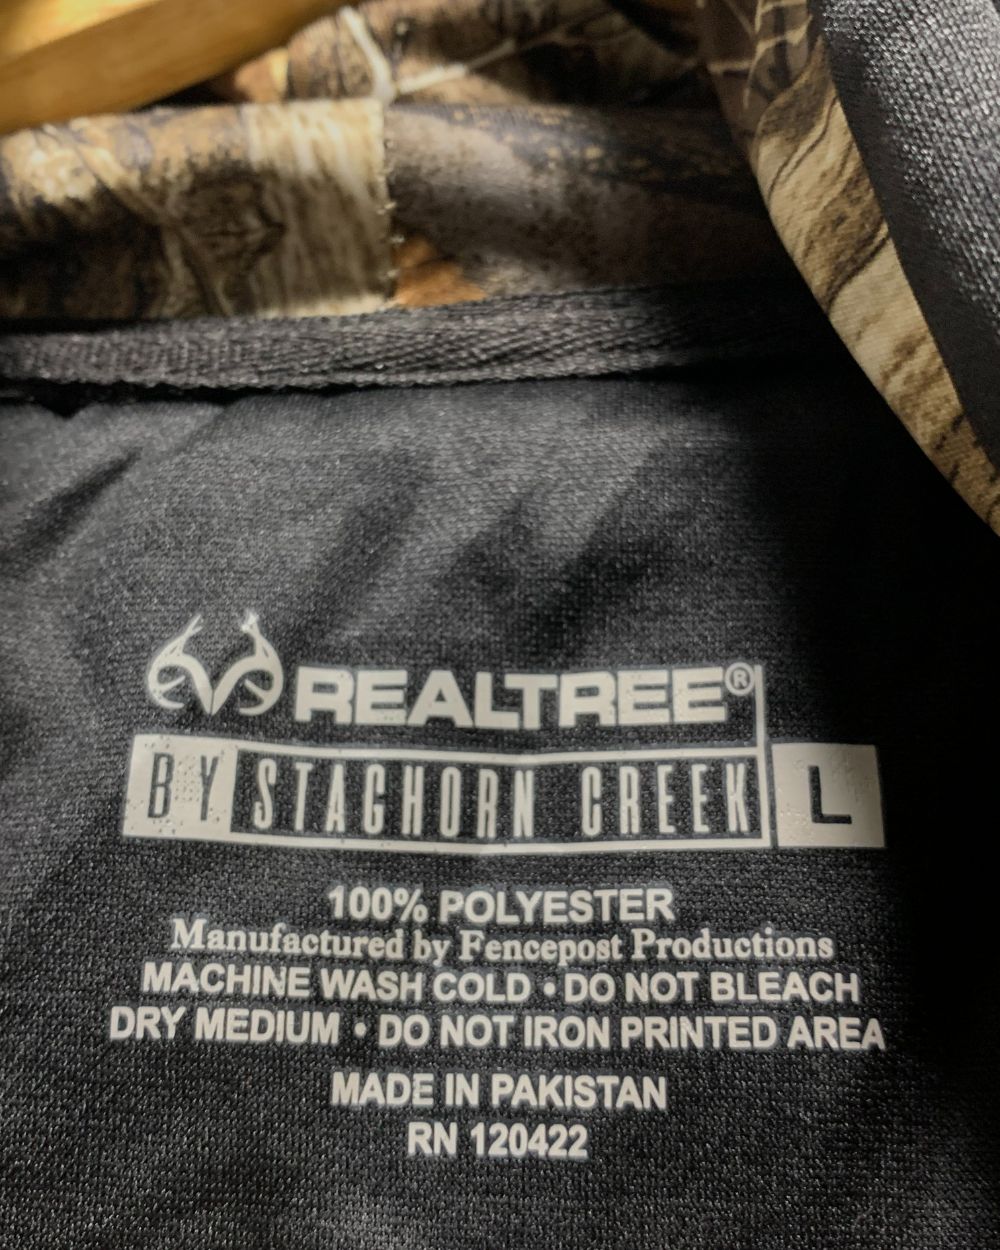 REALTREE®
BY STAGHORN CREEK L
100% POLYESTER
Manufactured by Fencepost Productions
MACHINE WASH COLD • DO NOT BLEACH
DRY MEDIUM • DO NOT IRON PRINTED AREA
MADE IN PAKISTAN
RN 120422